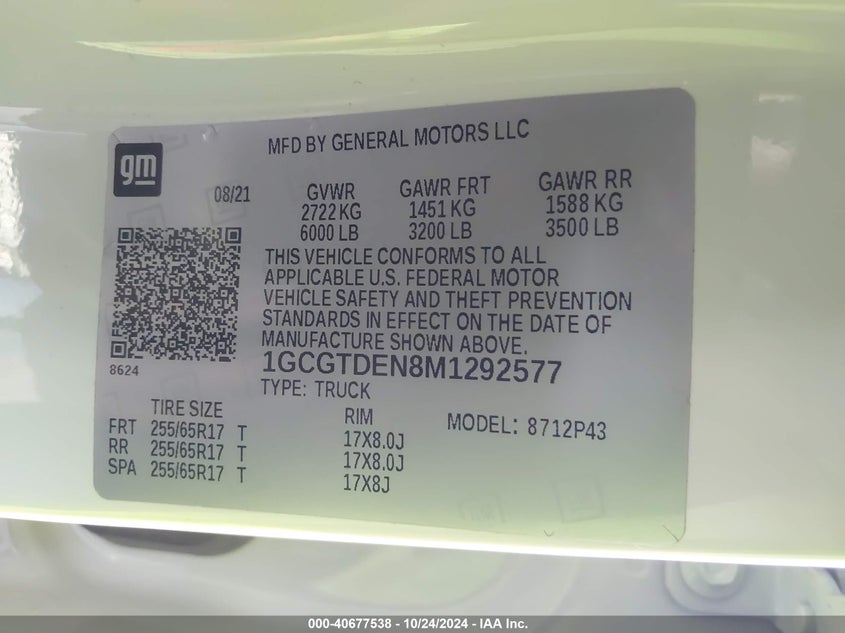 MFD BY GENERAL MOTORS LLC
gm
08/21
GVWR GAWR FRT GAWR RR
2722 KG 1451 KG 1588 KG
6000 LB 3200 LB 3500 LB
THIS VEHICLE CONFORMS TO ALL
APPLICABLE U.S. FEDERAL MOTOR
VEHICLE SAFETY AND THEFT PREVENTION
STANDARDS IN EFFECT ON THE DATE OF
MANUFACTURE SHOWN ABOVE.
8624
1GCGTDEN8M1292577
TYPE: TRUCK
TIRE SIZE RIM MODEL: 8712P43
FRT 255/65R17 T 17X8.0J
RR 255/65R17 T 17X8.0J
SPA 255/65R17 T 17X8J
000-40677538 - 10/24/2024 - IAA Inc.